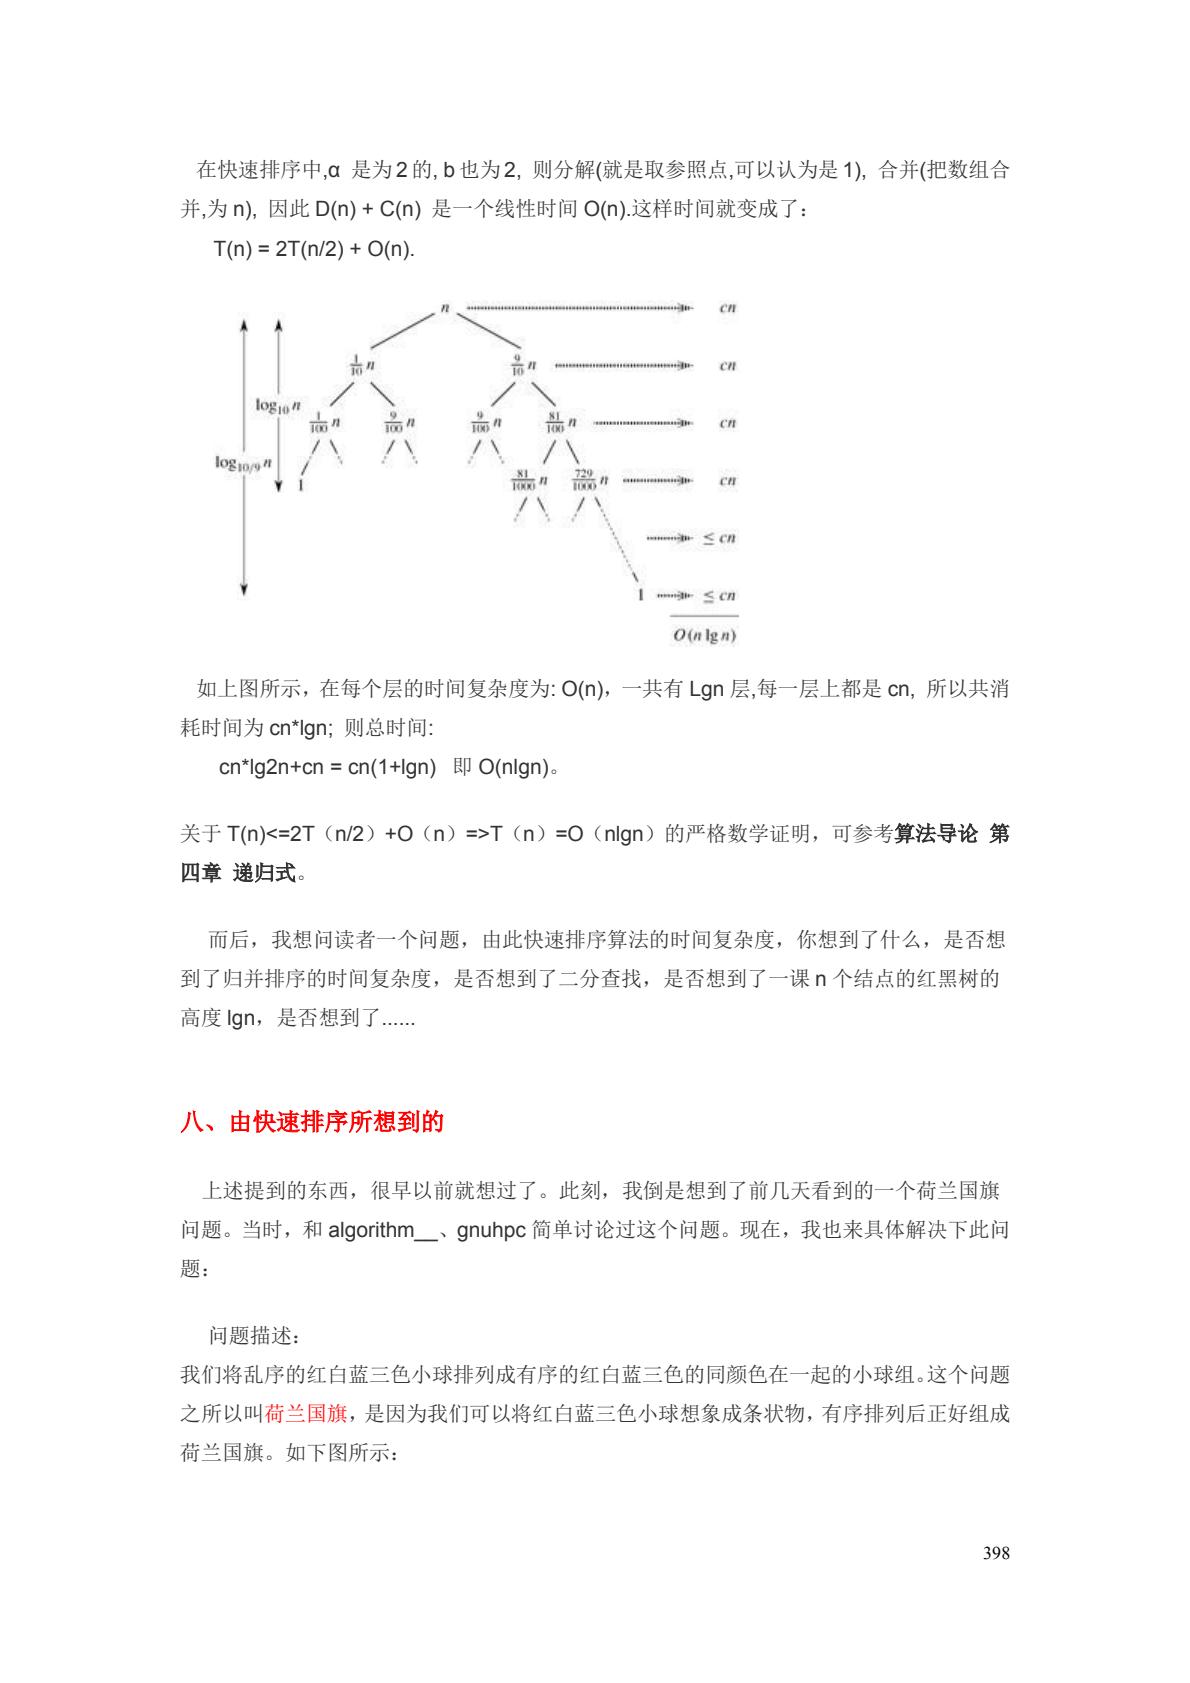 在快速排序中,α 是为 2 的, b 也为 2, 则分解(就是取参照点,可以认为是 1), 合并(把数组合
并,为 n), 因此 D(n) + C(n) 是一个线性时间 O(n).这样时间就变成了：
T(n) = 2T(n/2) + O(n).
n cn
1/10 n 9/10 n cn
log10 n 1/100 n 9/100 n 9/100 n 81/100 n cn
log10/9 n 1 81/1000 n 729/1000 n cn
≤ cn
1 ≤ cn
O(n lg n)
如上图所示，在每个层的时间复杂度为: O(n)，一共有 Lgn 层,每一层上都是 cn, 所以共消
耗时间为 cn*lgn; 则总时间:
cn*lg2n+cn = cn(1+lgn) 即 O(nlgn)。
关于 T(n)<=2T（n/2）+O（n）=>T（n）=O（nlgn）的严格数学证明，可参考算法导论 第
四章 递归式。
而后，我想问读者一个问题，由此快速排序算法的时间复杂度，你想到了什么，是否想
到了归并排序的时间复杂度，是否想到了二分查找，是否想到了一课 n 个结点的红黑树的
高度 lgn，是否想到了......
八、由快速排序所想到的
上述提到的东西，很早以前就想过了。此刻，我倒是想到了前几天看到的一个荷兰国旗
问题。当时，和 algorithm__、gnuhpc 简单讨论过这个问题。现在，我也来具体解决下此问
题：
问题描述：
我们将乱序的红白蓝三色小球排列成有序的红白蓝三色的同颜色在一起的小球组。这个问题
之所以叫荷兰国旗，是因为我们可以将红白蓝三色小球想象成条状物，有序排列后正好组成
荷兰国旗。如下图所示：
398